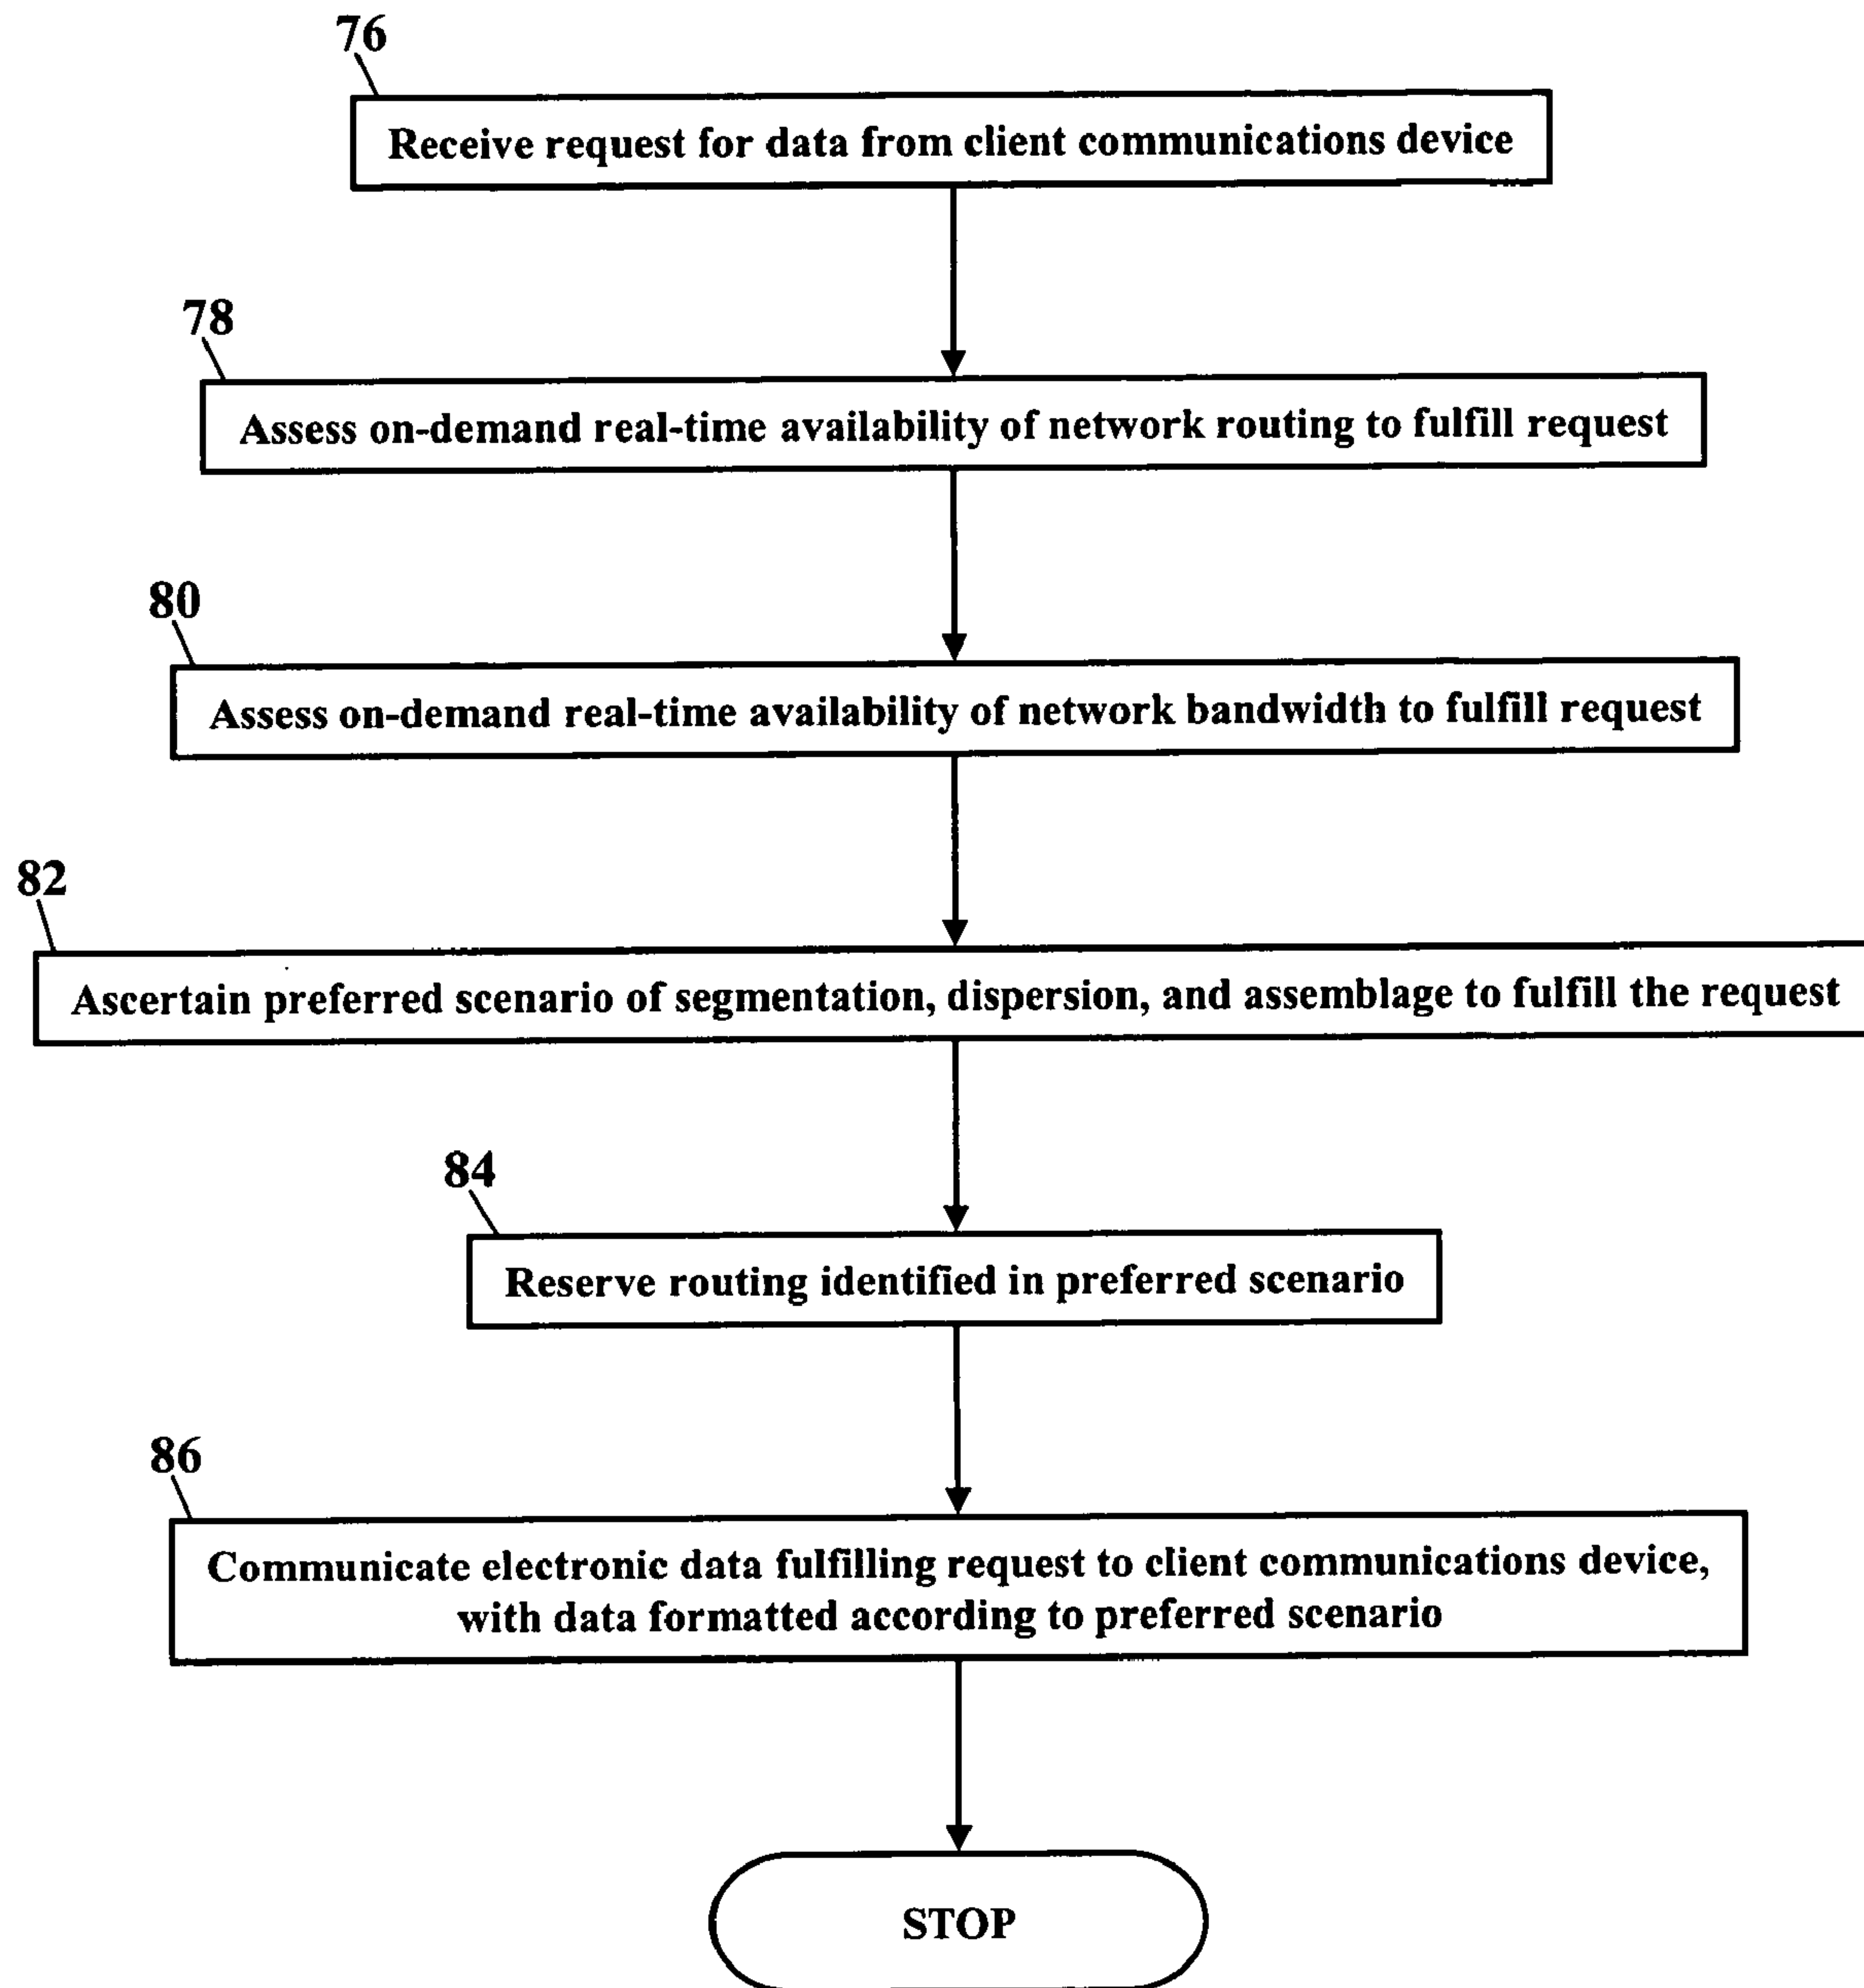 76
Receive request for data from client communications device
78
Assess on-demand real-time availability of network routing to fulfill request
80
Assess on-demand real-time availability of network bandwidth to fulfill request
82
Ascertain preferred scenario of segmentation, dispersion, and assemblage to fulfill the request
84
Reserve routing identified in preferred scenario
86
Communicate electronic data fulfilling request to client communications device,
with data formatted according to preferred scenario
STOP